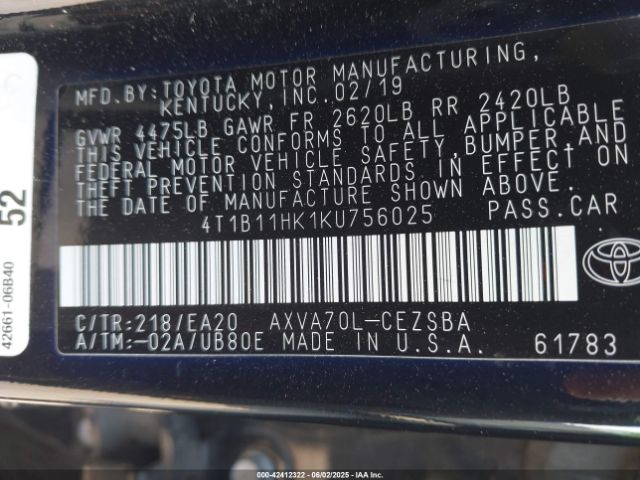 MFD.BY:TOYOTA MOTOR MANUFACTURING,
KENTUCKY,INC.02/19
GVWR 4475LB GAWR FR 2620LB RR 2420LB
THIS VEHICLE CONFORMS TO ALL APPLICABLE
FEDERAL MOTOR VEHICLE SAFETY,BUMPER,AND
THEFT PREVENTION STANDARDS IN EFFECT ON
THE DATE OF MANUFACTURE SHOWN ABOVE.
4T1B11HK1KU756025 PASS.CAR
C/TR:218/EA20 AXVA70L-CEZSBA
A/TM:-02A/UB80E MADE IN U.S.A. 61783
52
42661-06B40
000-42412322 | 06/02/2025 | IAA Inc.